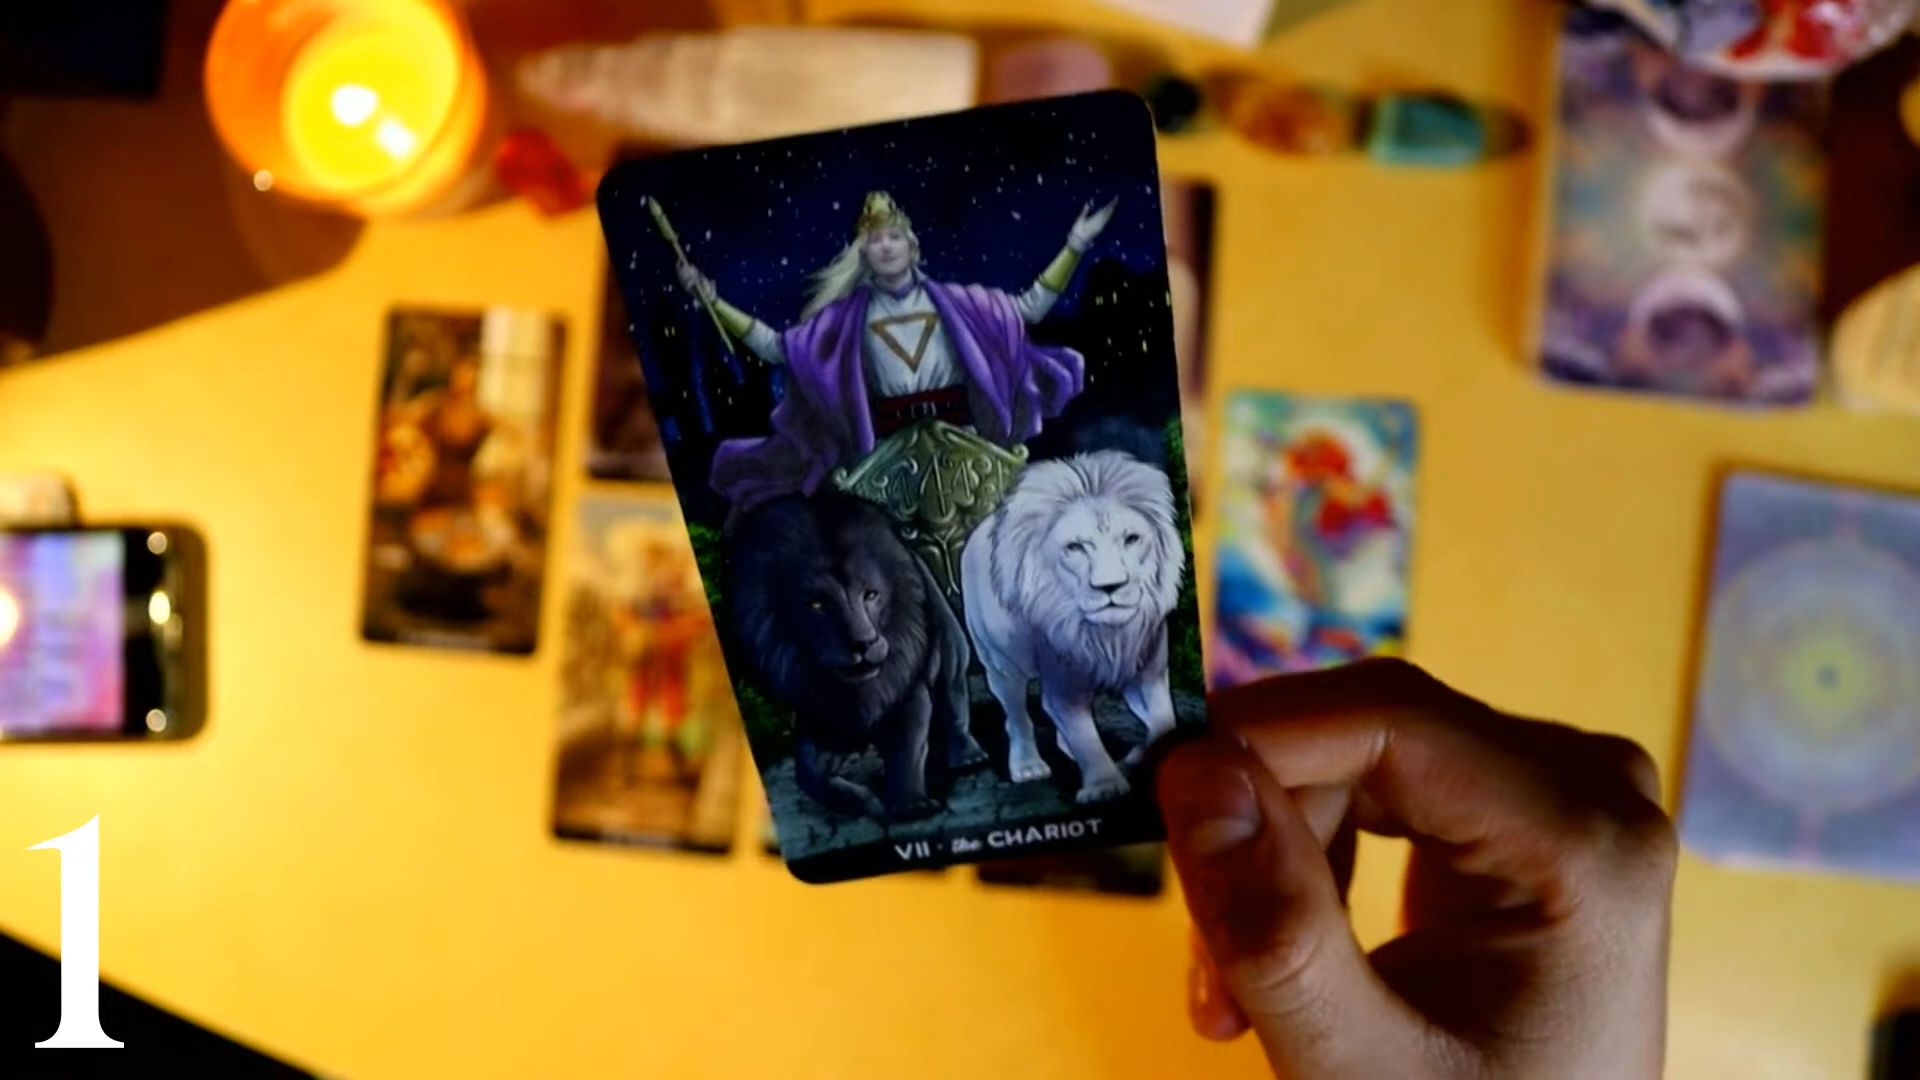 VII · the CHARIOT
1